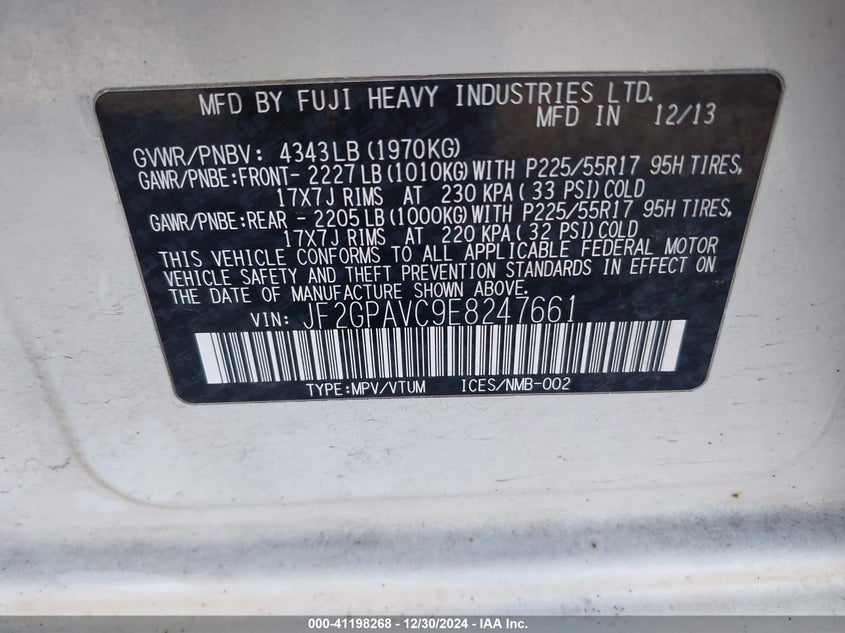 MFD BY FUJI HEAVY INDUSTRIES LTD.
MFD IN 12/13
GVWR/PNBV: 4343LB (1970KG)
GAWR/PNBE:FRONT- 2227LB (1010KG) WITH P225/55R17 95H TIRES,
17X7J RIMS AT 230 KPA ( 33 PSI) COLD
GAWR/PNBE:REAR - 2205LB (1000KG) WITH P225/55R17 95H TIRES,
17X7J RIMS AT 220 KPA ( 32 PSI) COLD
THIS VEHICLE CONFORMS TO ALL APPLICABLE FEDERAL MOTOR
VEHICLE SAFETY AND THEFT PREVENTION STANDARDS IN EFFECT ON
THE DATE OF MANUFACTURE SHOWN ABOVE.
VIN: JF2GPAVC9E8247661
TYPE:MPV/VTUM ICES/NMB-002
000-41198268 - 12/30/2024 - IAA Inc.